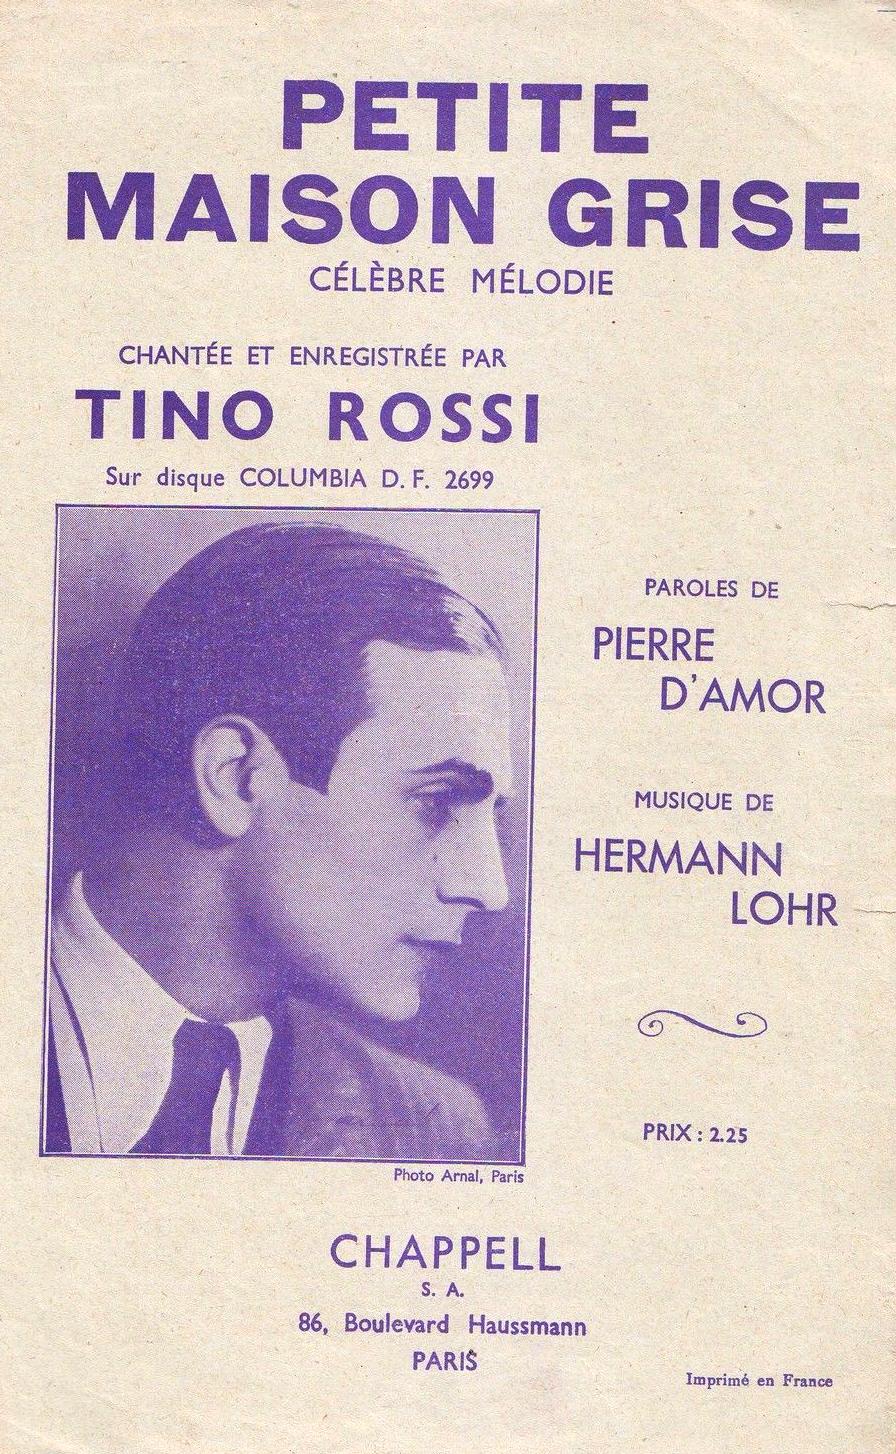 PETITE
MAISON GRISE
CÉLÈBRE MÉLODIE
CHANTÉE ET ENREGISTRÉE PAR
TINO ROSSI
Sur disque COLUMBIA D. F. 2699
PAROLES DE
PIERRE
D'AMOR
MUSIQUE DE
HERMANN
LOHR
PRIX : 2.25
Photo Arnal, Paris
CHAPPELL
S. A.
86, Boulevard Haussmann
PARIS
Imprimé en France